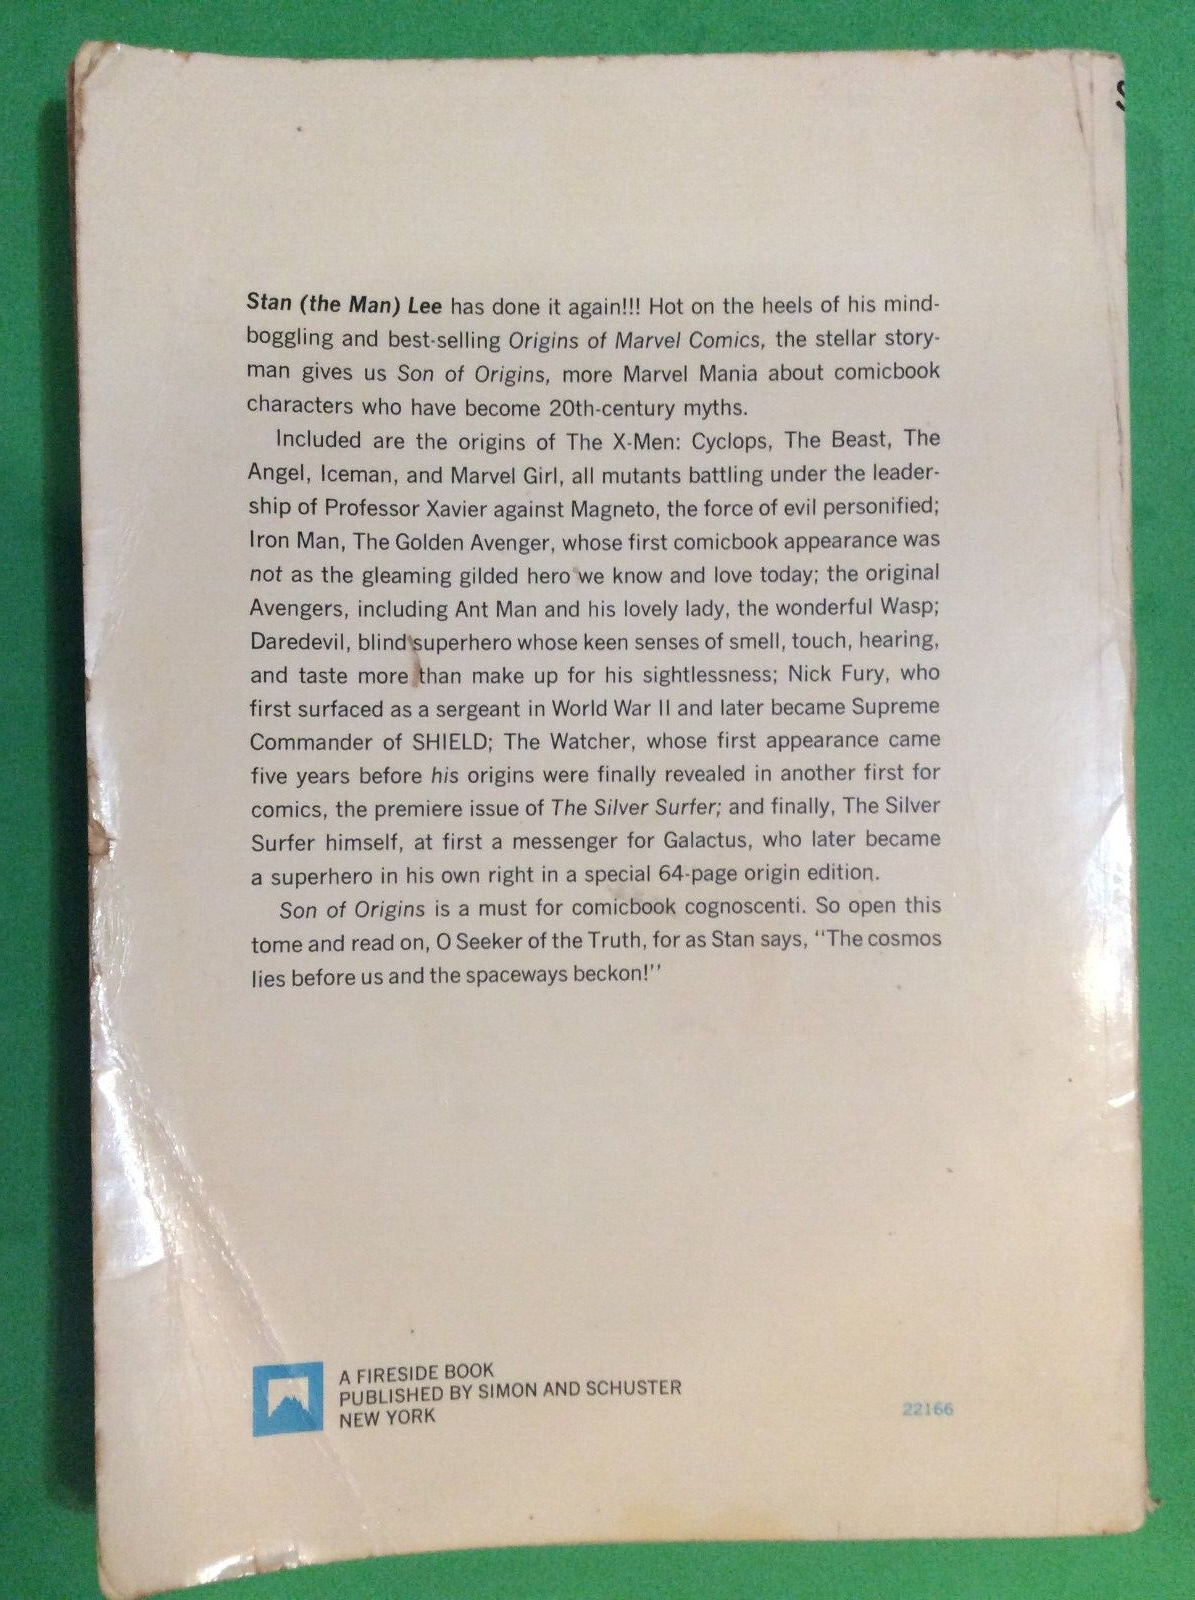 Stan (the Man) Lee has done it again!!! Hot on the heels of his mind-
boggling and best-selling Origins of Marvel Comics, the stellar story-
man gives us Son of Origins, more Marvel Mania about comicbook
characters who have become 20th-century myths.
Included are the origins of The X-Men: Cyclops, The Beast, The
Angel, Iceman, and Marvel Girl, all mutants battling under the leader-
ship of Professor Xavier against Magneto, the force of evil personified;
Iron Man, The Golden Avenger, whose first comicbook appearance was
not as the gleaming gilded hero we know and love today; the original
Avengers, including Ant Man and his lovely lady, the wonderful Wasp;
Daredevil, blind superhero whose keen senses of smell, touch, hearing,
and taste more than make up for his sightlessness; Nick Fury, who
first surfaced as a sergeant in World War II and later became Supreme
Commander of SHIELD; The Watcher, whose first appearance came
five years before his origins were finally revealed in another first for
comics, the premiere issue of The Silver Surfer; and finally, The Silver
Surfer himself, at first a messenger for Galactus, who later became
a superhero in his own right in a special 64-page origin edition.
Son of Origins is a must for comicbook cognoscenti. So open this
tome and read on, O Seeker of the Truth, for as Stan says, "The cosmos
lies before us and the spaceways beckon!"
A FIRESIDE BOOK
PUBLISHED BY SIMON AND SCHUSTER
NEW YORK
22166